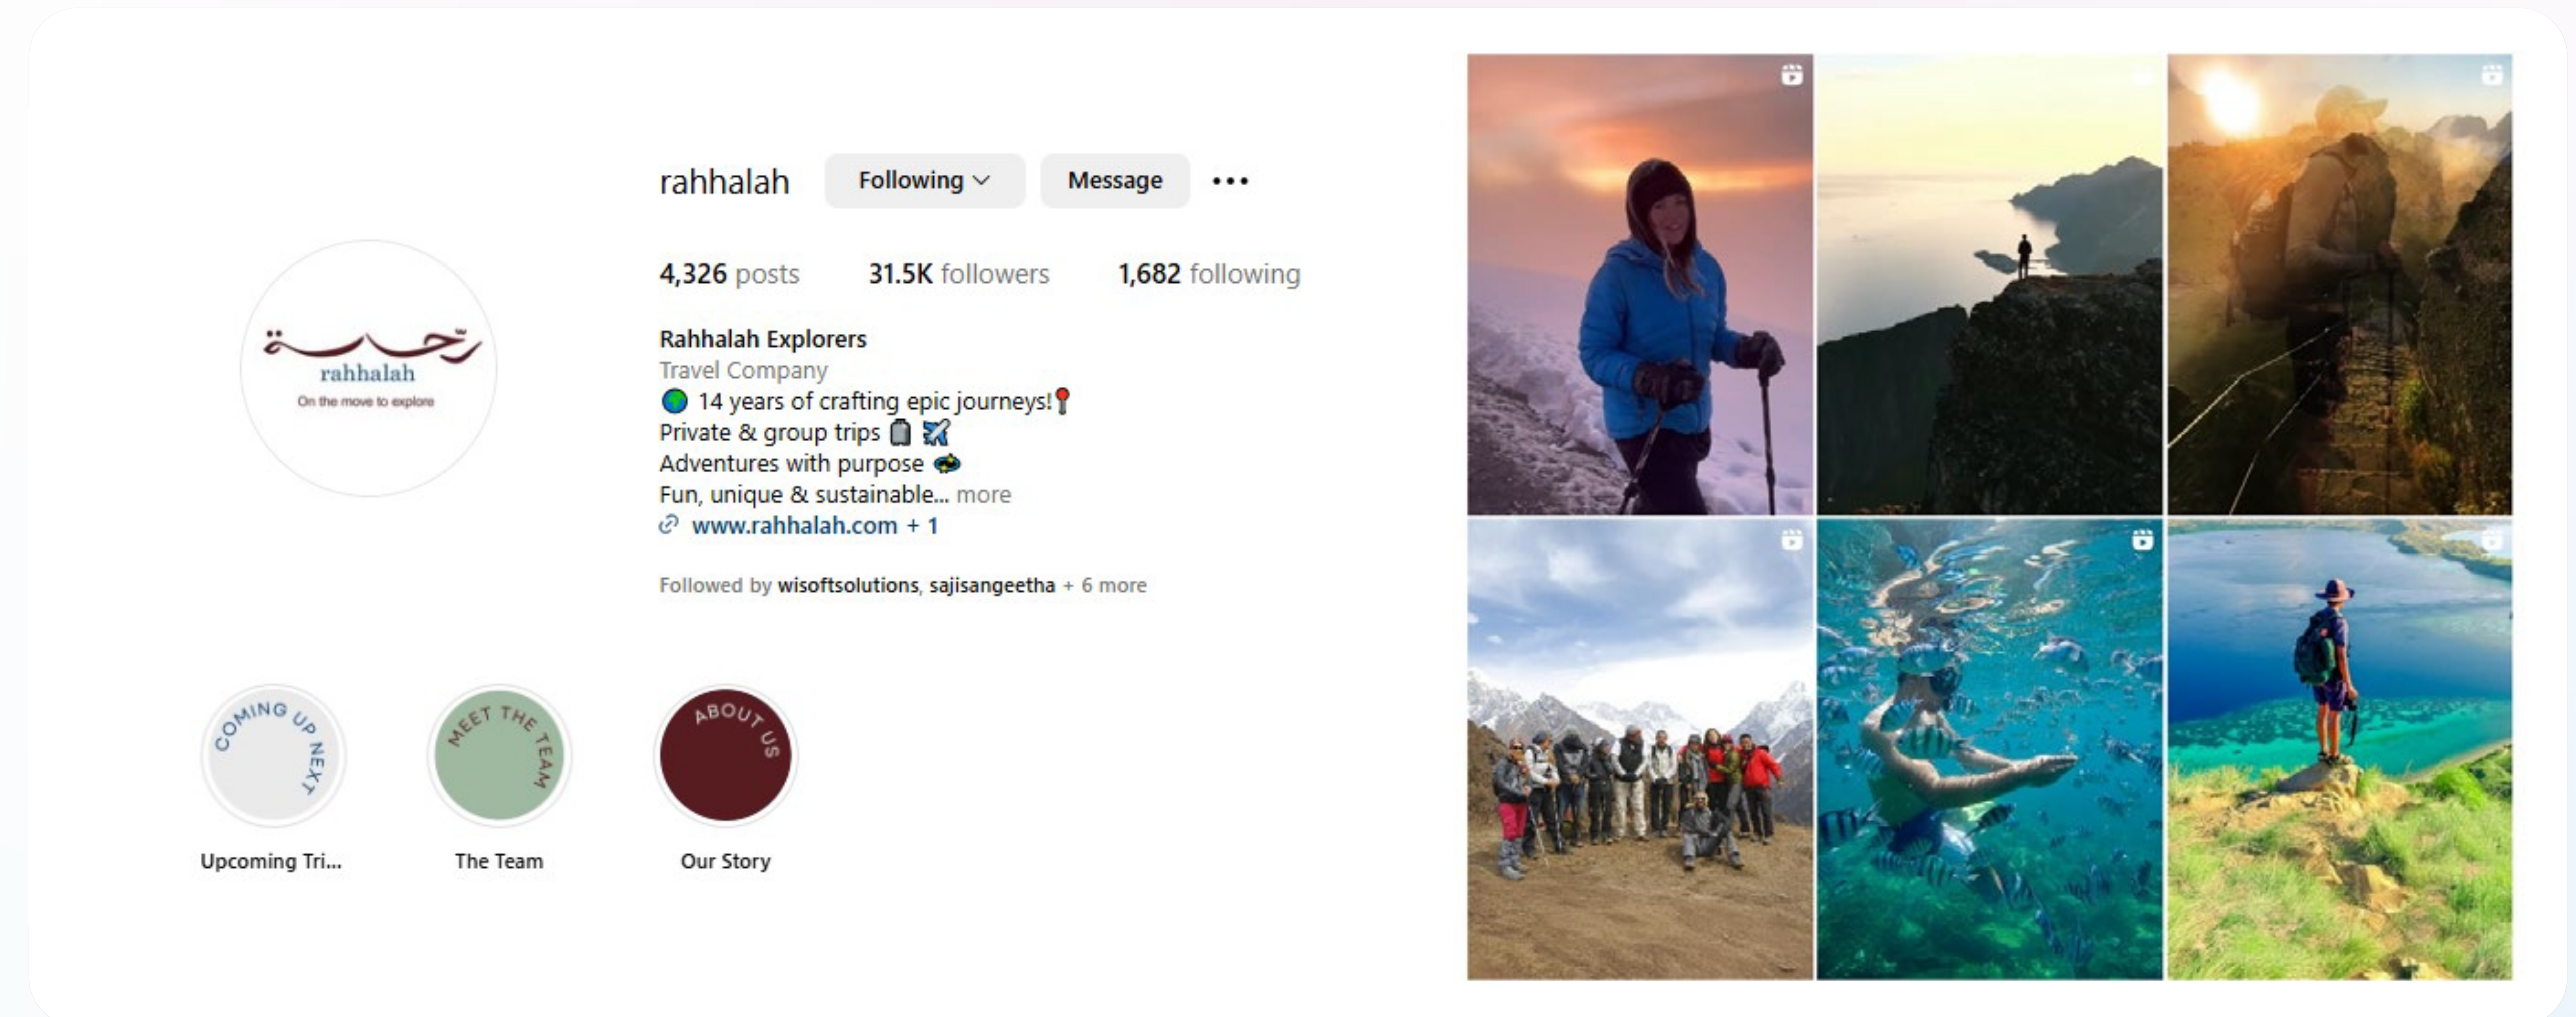 rahhalah
Following
Message
4,326 posts
31.5K followers
1,682 following
رحّالة
rahhalah
On the move to explore
Rahhalah Explorers
Travel Company
🌍 14 years of crafting epic journeys!📍
Private & group trips 🧳 ✈️
Adventures with purpose 💫
Fun, unique & sustainable... more
www.rahhalah.com + 1
Followed by wisoftsolutions, sajisangeetha + 6 more
COMING UP NEXT
MEET THE TEAM
ABOUT US
Upcoming Tri...
The Team
Our Story